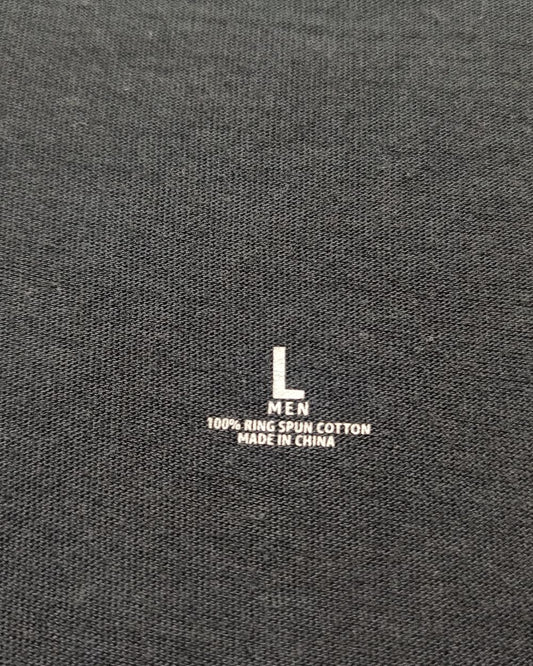 L
MEN
100% RING SPUN COTTON
MADE IN CHINA